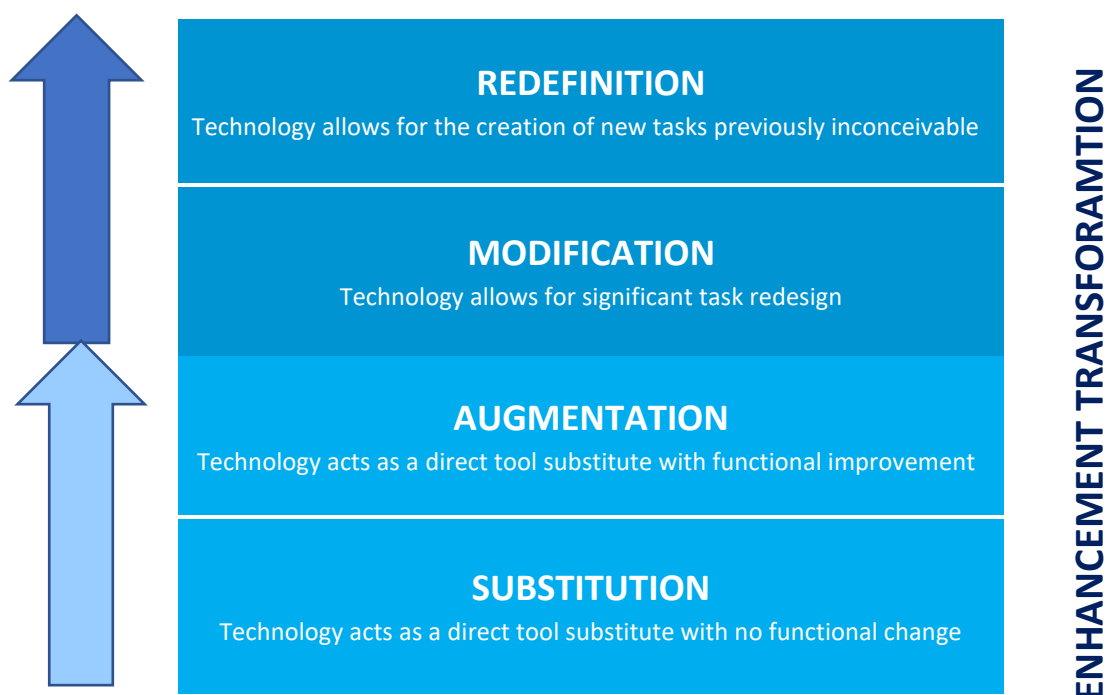 REDEFINITION
Technology allows for the creation of new tasks previously inconceivable
MODIFICATION
Technology allows for significant task redesign
AUGMENTATION
Technology acts as a direct tool substitute with functional improvement
SUBSTITUTION
Technology acts as a direct tool substitute with no functional change
ENHANCEMENT TRANSFORAMTION